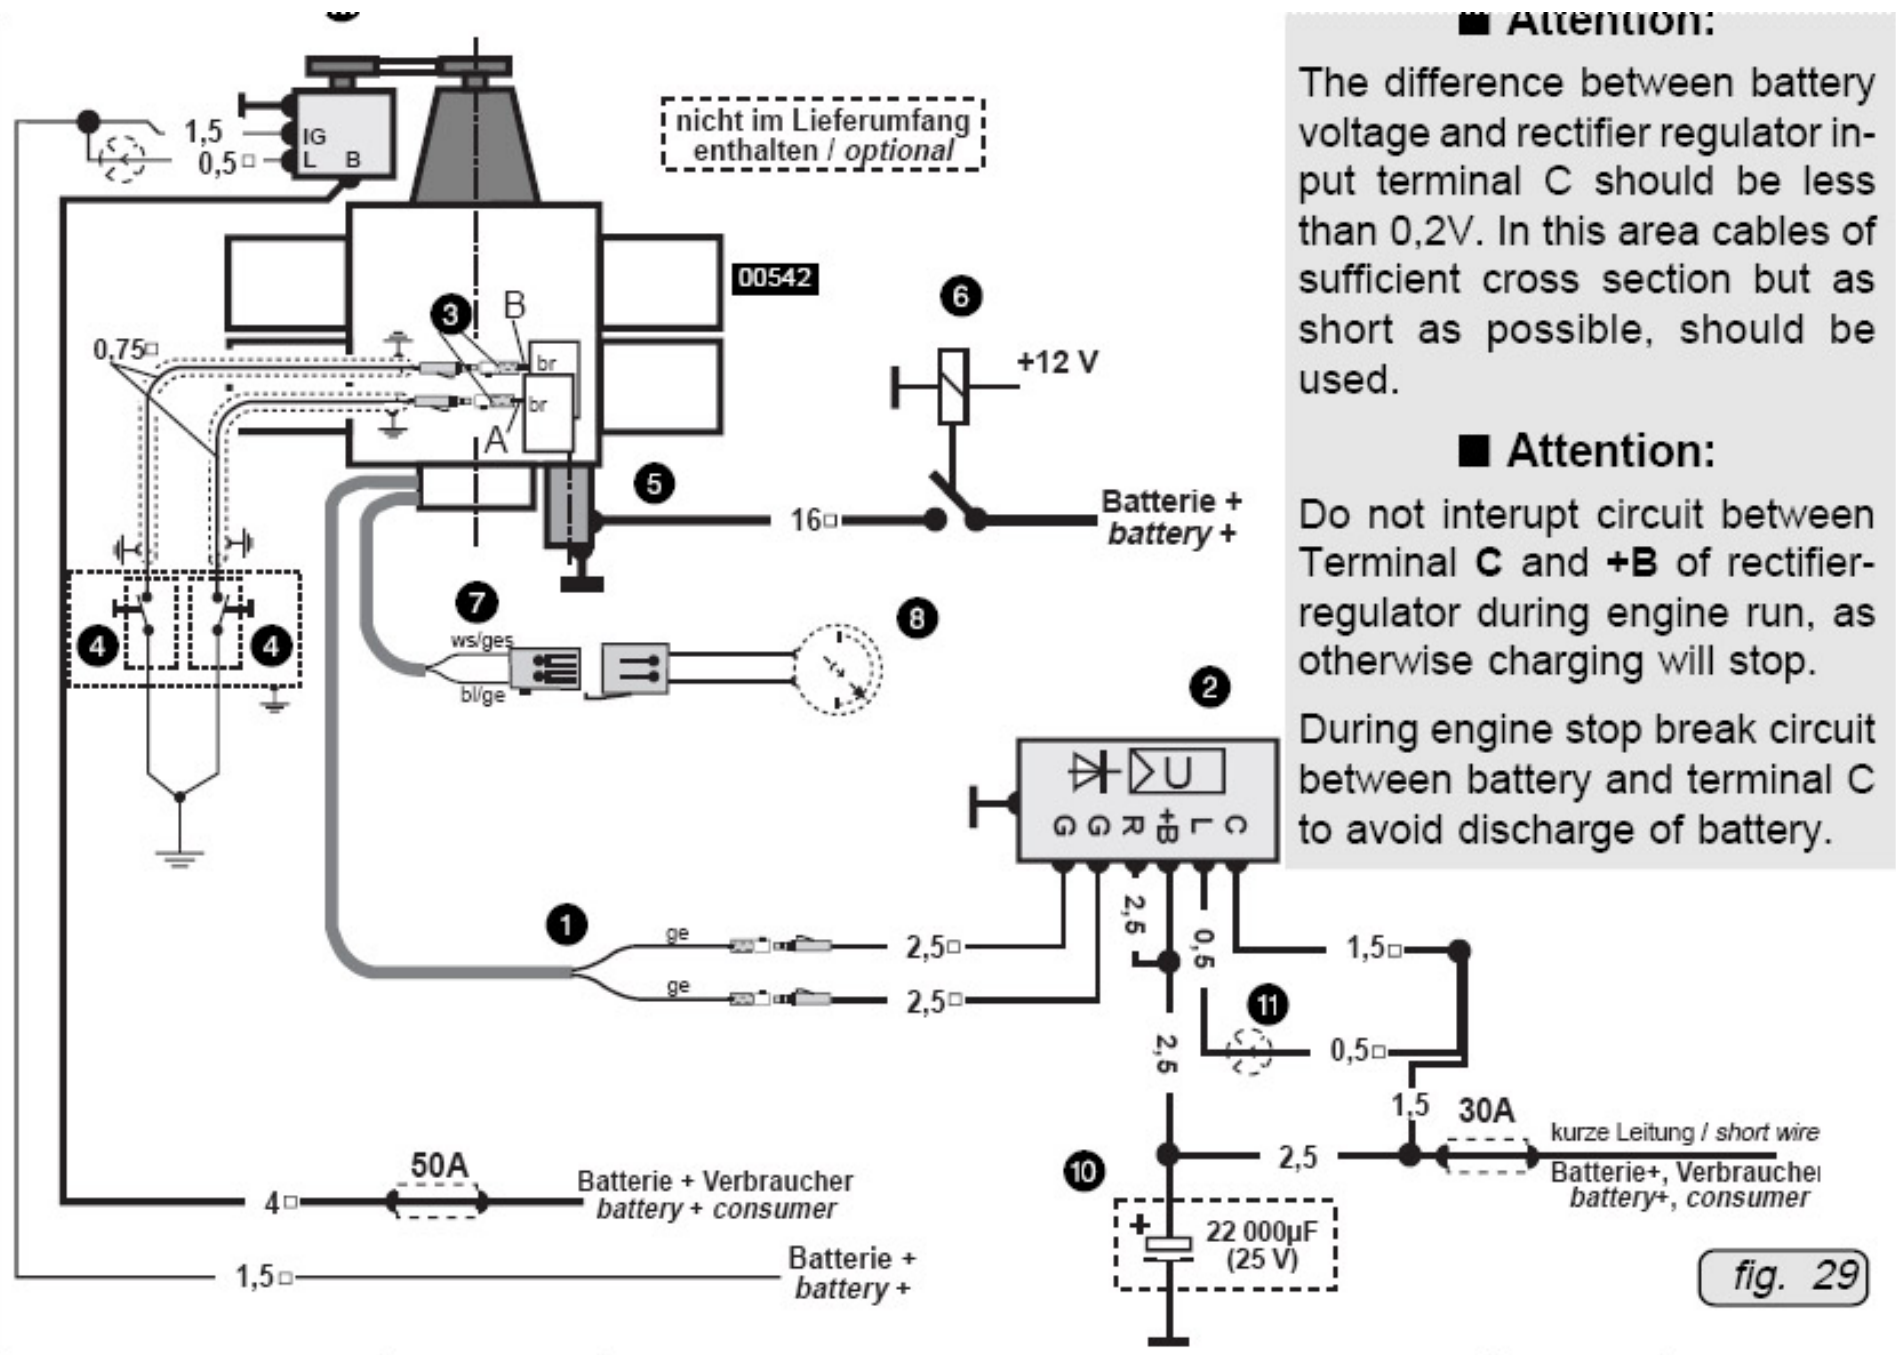 ■ Attention:
The difference between battery
voltage and rectifier regulator in-
put terminal C should be less
than 0,2V. In this area cables of
sufficient cross section but as
short as possible, should be
used.
■ Attention:
Do not interupt circuit between
Terminal C and +B of rectifier-
regulator during engine run, as
otherwise charging will stop.
During engine stop break circuit
between battery and terminal C
to avoid discharge of battery.
1,5
IG
0,5□
L B
nicht im Lieferumfang
enthalten / optional
00542
6
3
B
+12 V
0,75□
br
br
A
5
16□
Batterie +
battery +
7
8
ws/ges
bl/ge
4
4
2
U
G G R +B L C
1
ge
2,5□
ge
2,5□
2,5
0,5
1,5□
11
0,5□
2,5
1,5
30A
kurze Leitung / short wire
2,5
Batterie+, Verbraucher
battery+, consumer
10
+
22 000µF
(25 V)
50A
4□
Batterie + Verbraucher
battery + consumer
Batterie +
1,5□
battery +
fig. 29